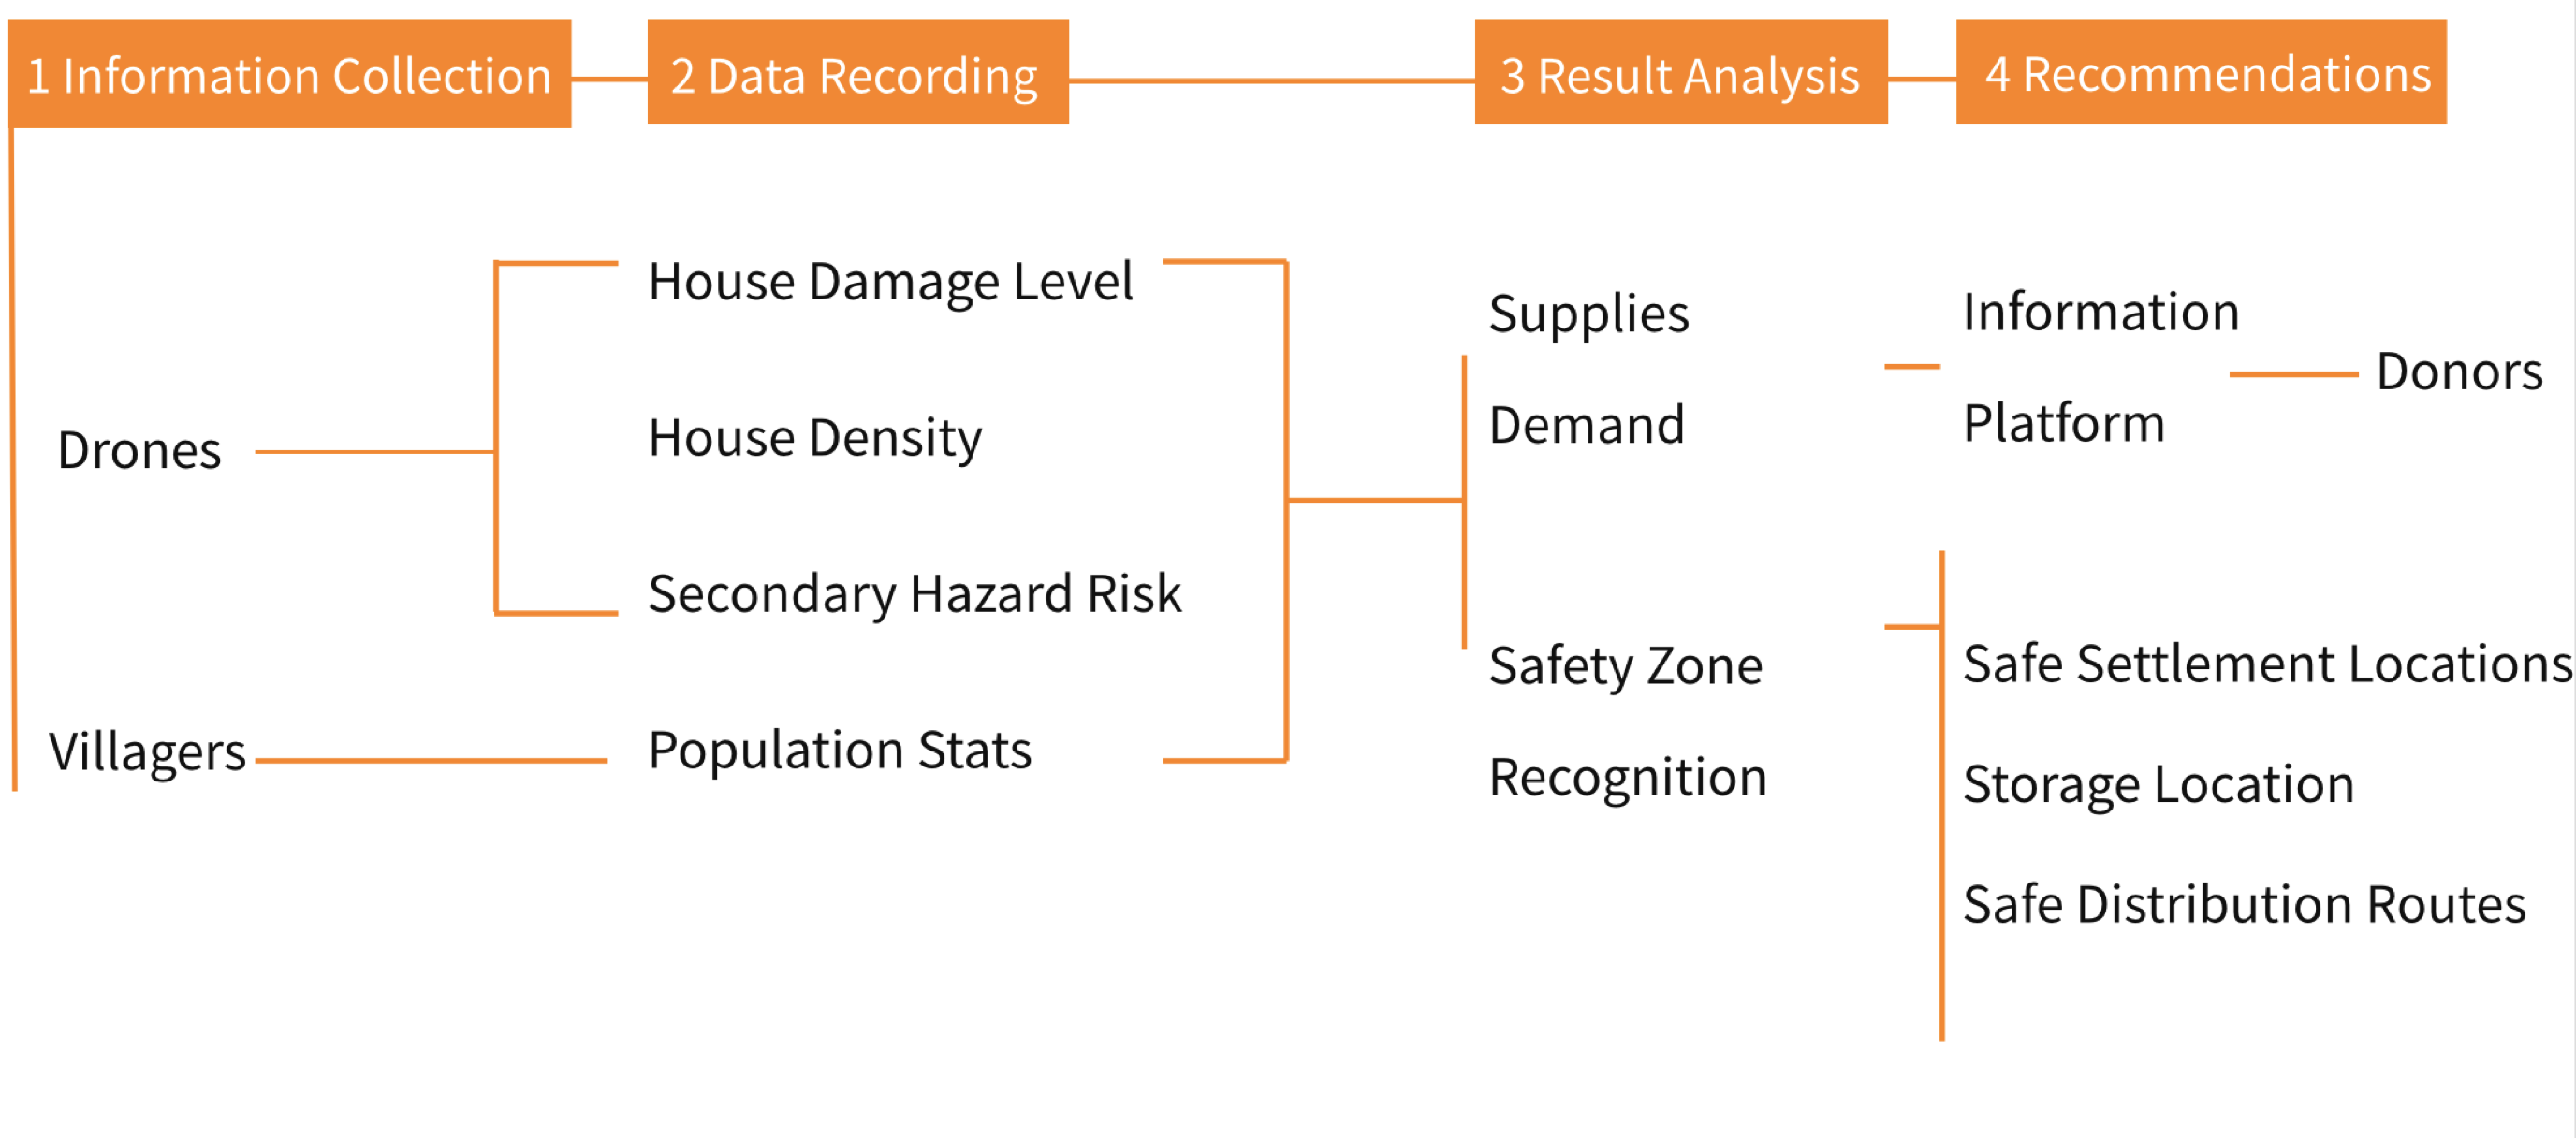 1 Information Collection
2 Data Recording
3 Result Analysis
4 Recommendations
Drones
Villagers
House Damage Level
House Density
Secondary Hazard Risk
Population Stats
Supplies
Demand
Safety Zone
Recognition
Information
Platform
Donors
Safe Settlement Locations
Storage Location
Safe Distribution Routes